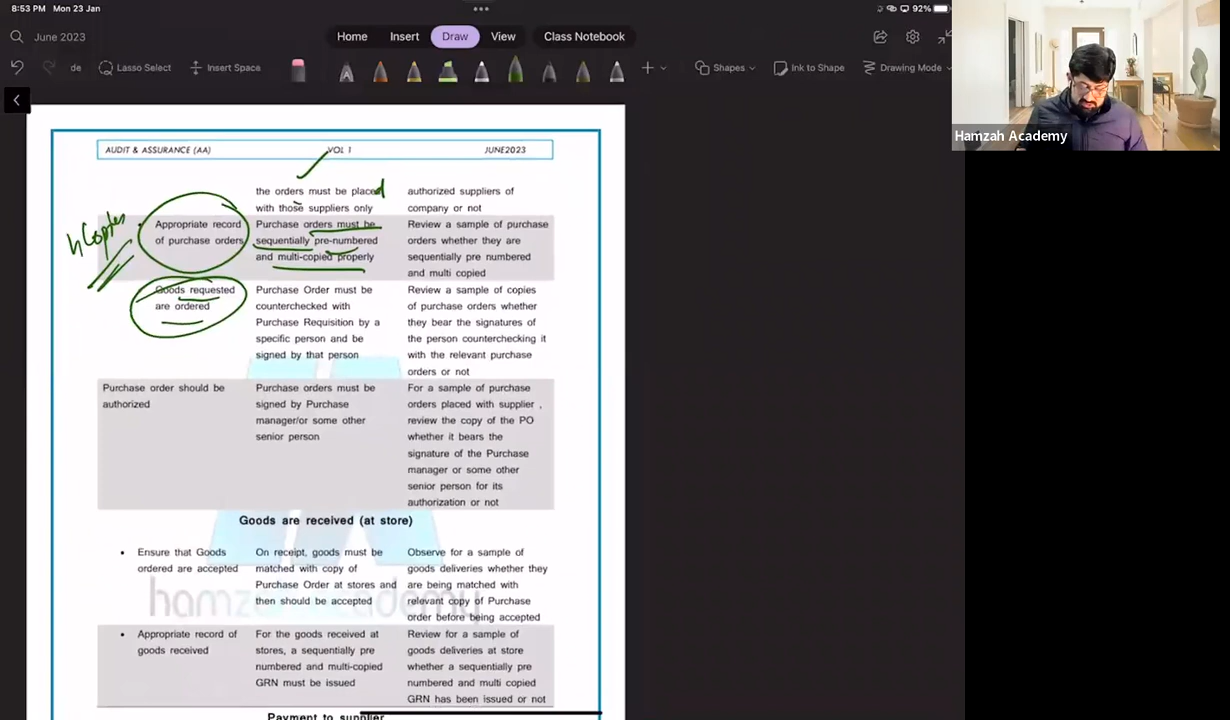 8:53 PM Mon 23 Jan
92%
June 2023
Home Insert Draw View Class Notebook
de Lasso Select Insert Space Shapes Ink to Shape Drawing Mode
Hamzah Academy
AUDIT & ASSURANCE (AA) VOL 1 JUNE2023
the orders must be placed
with those suppliers only
authorized suppliers of
company or not
4 Copies
Appropriate record
of purchase orders
Purchase orders must be
sequentially pre-numbered
and multi-copied properly
Review a sample of purchase
orders whether they are
sequentially pre numbered
and multi copied
Goods requested
are ordered
Purchase Order must be
counterchecked with
Purchase Requisition by a
specific person and be
signed by that person
Review a sample of copies
of purchase orders whether
they bear the signatures of
the person counterchecking it
with the relevant purchase
orders or not
Purchase order should be
authorized
Purchase orders must be
signed by Purchase
manager/or some other
senior person
For a sample of purchase
orders placed with supplier ,
review the copy of the PO
whether it bears the
signature of the Purchase
manager or some other
senior person for its
authorization or not
Goods are received (at store)
• Ensure that Goods
ordered are accepted
On receipt, goods must be
matched with copy of
Purchase Order at stores and
then should be accepted
Observe for a sample of
goods deliveries whether they
are being matched with
relevant copy of Purchase
order before being accepted
hamzah academy
• Appropriate record of
goods received
For the goods received at
stores, a sequentially pre
numbered and multi-copied
GRN must be issued
Review for a sample of
goods deliveries at store
whether a sequentially pre
numbered and multi copied
GRN has been issued or not
Payment to supplier